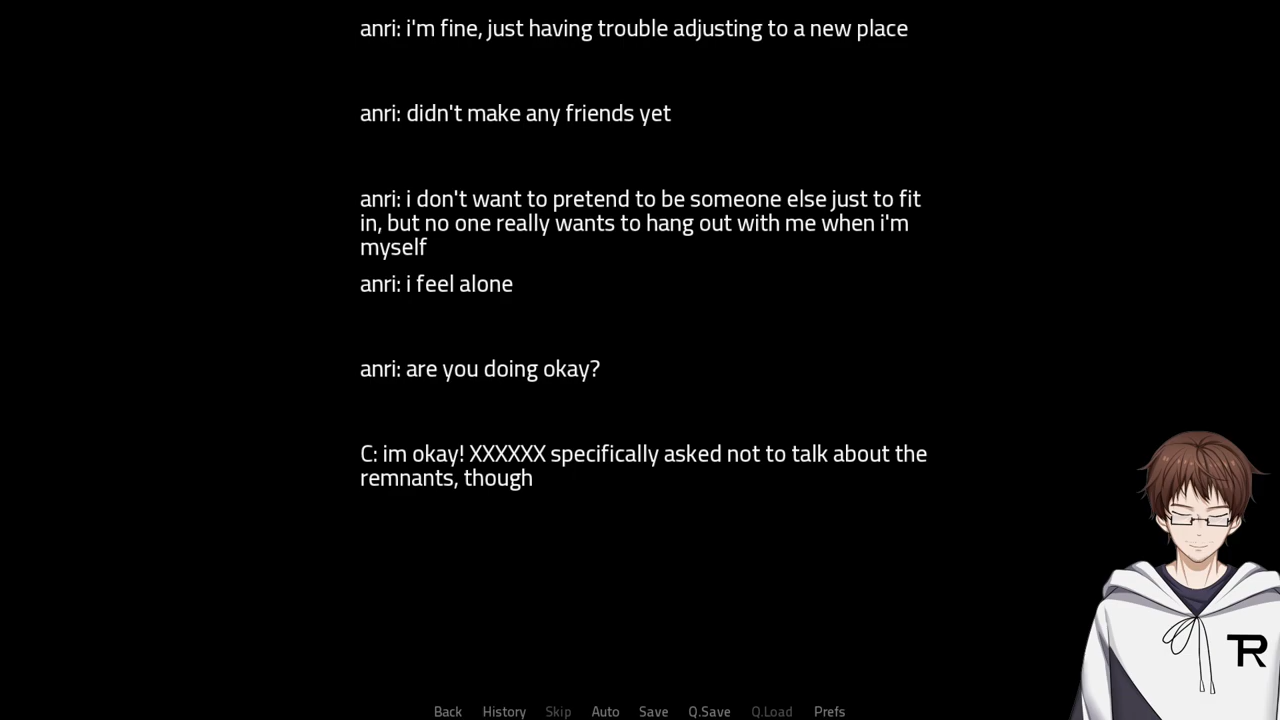 anri: i'm fine, just having trouble adjusting to a new place
anri: didn't make any friends yet
anri: i don't want to pretend to be someone else just to fit
in, but no one really wants to hang out with me when i'm
myself
anri: i feel alone
anri: are you doing okay?
C: im okay! XXXXXX specifically asked not to talk about the
remnants, though
TR
Back History Skip Auto Save Q.Save Q.Load Prefs